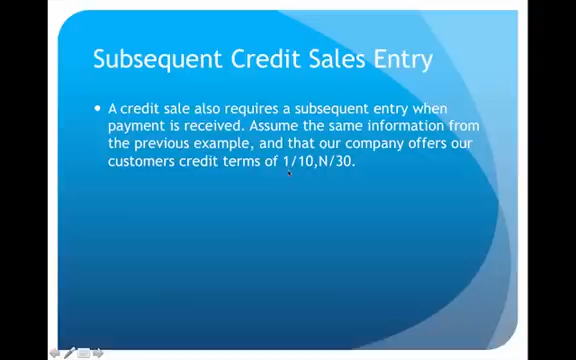 Subsequent Credit Sales Entry
• A credit sale also requires a subsequent entry when
payment is received. Assume the same information from
the previous example, and that our company offers our
customers credit terms of 1/10,N/30.